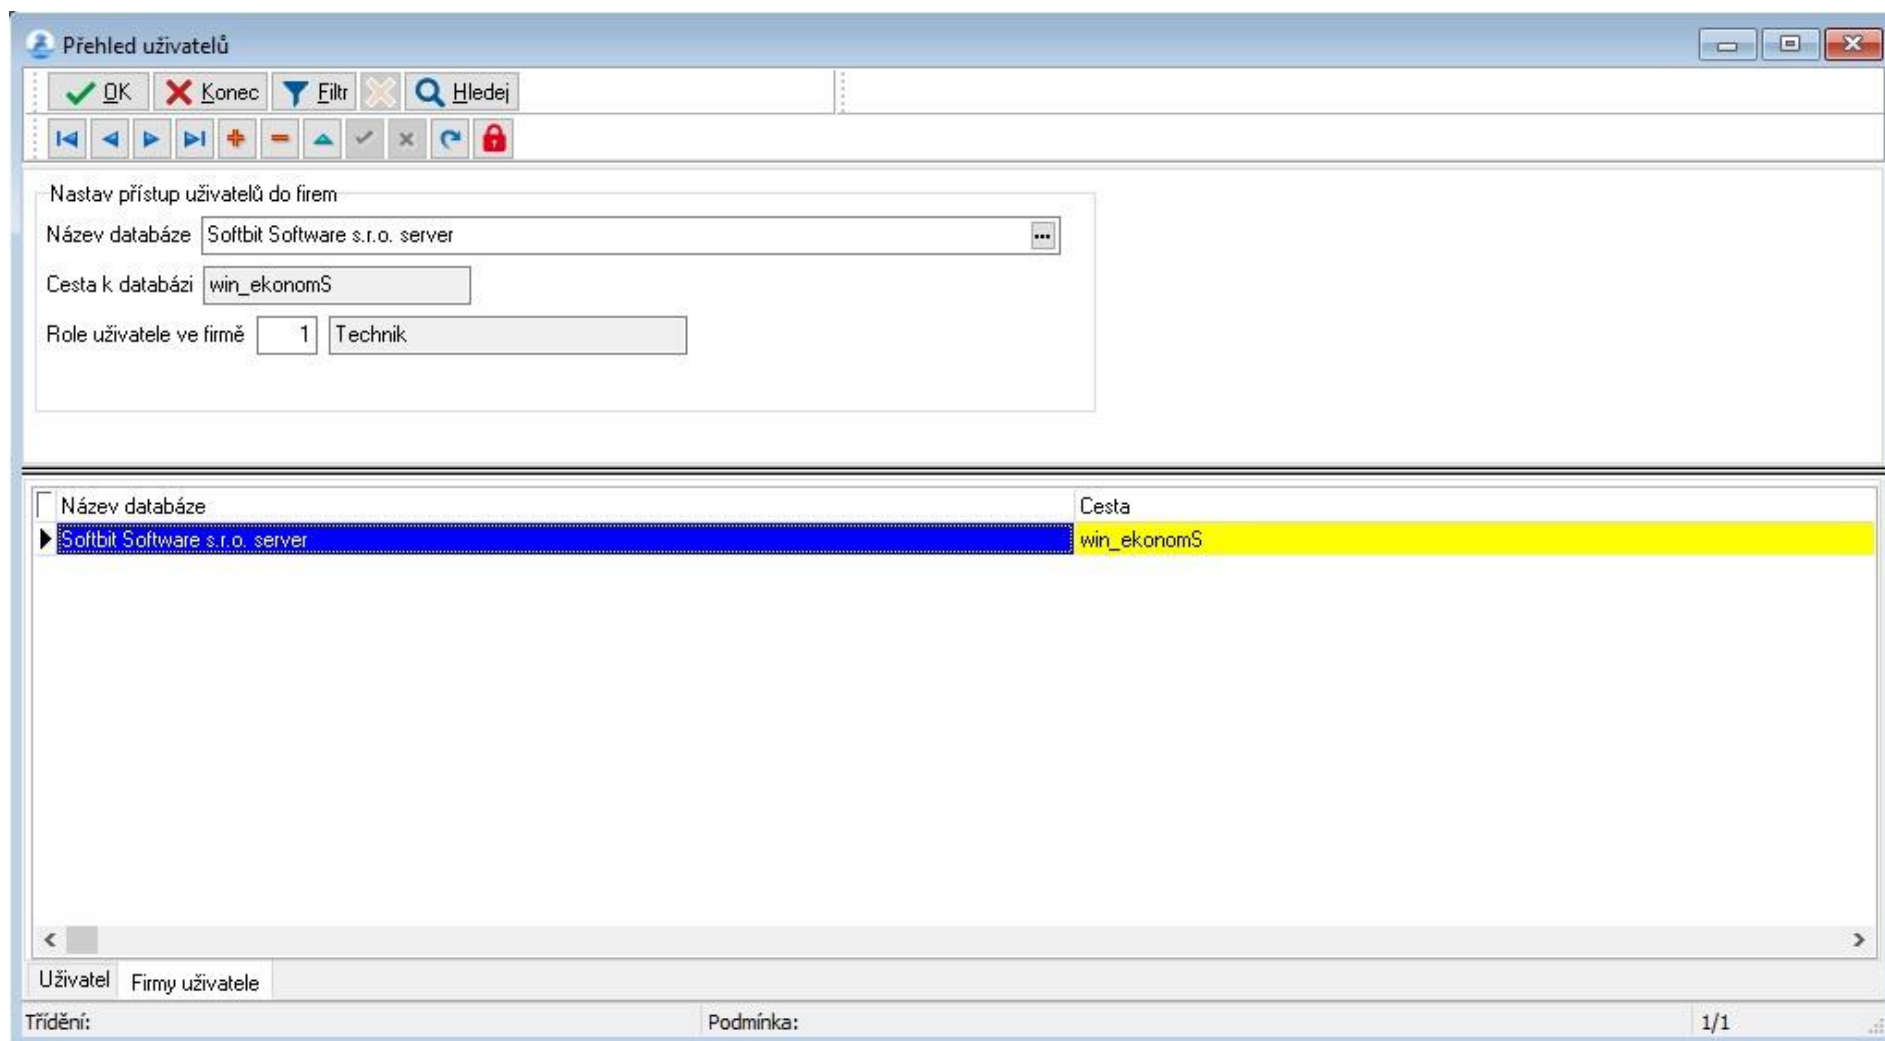 Přehled uživatelů
OK Konec Filtr Hledej
Nastav přístup uživatelů do firem
Název databáze Softbit Software s.r.o. server ...
Cesta k databázi win_ekonomS
Role uživatele ve firmě 1 Technik
Název databáze Cesta
Softbit Software s.r.o. server win_ekonomS
Uživatel Firmy uživatele
Třídění: Podmínka: 1/1